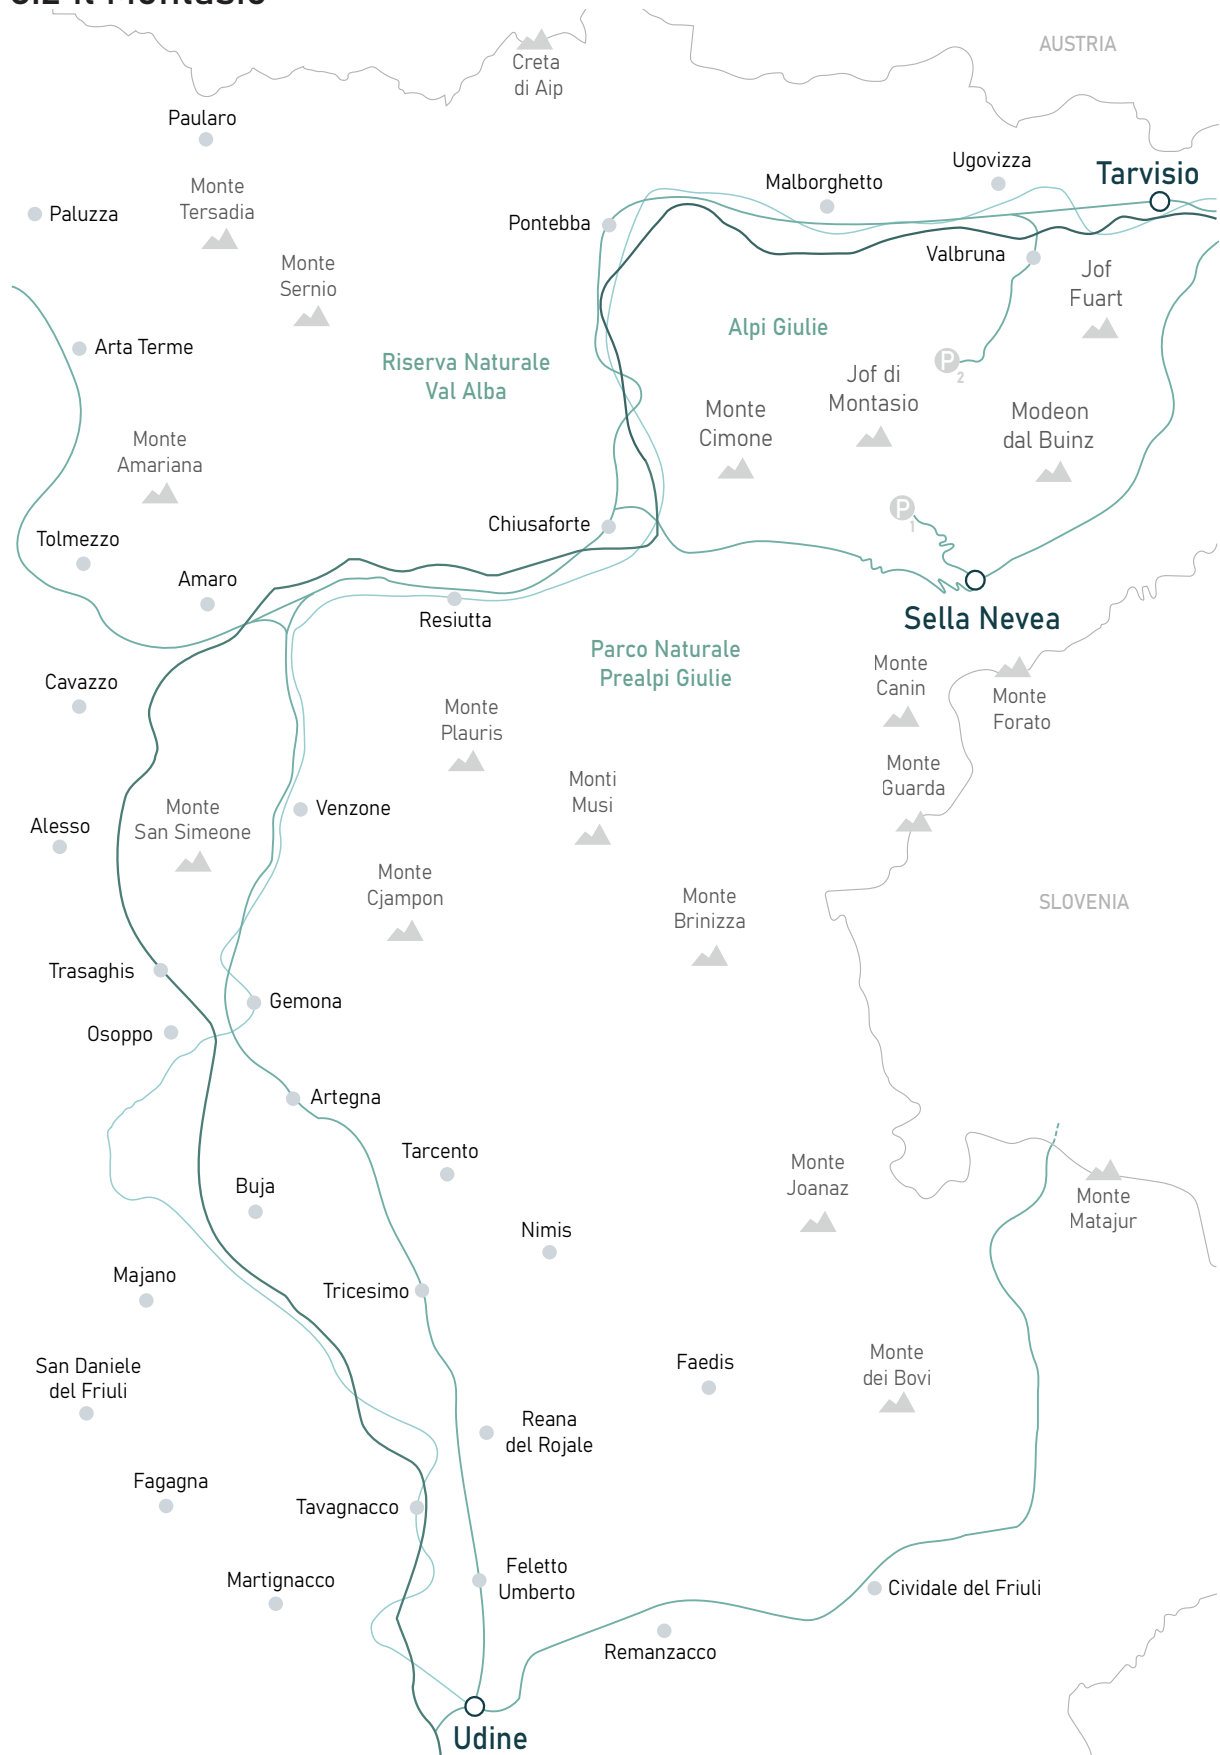 AUSTRIA
Creta
di Aip
Paularo
Ugovizza
Tarvisio
Malborghetto
Monte
Tersadia
Paluzza
Pontebba
Valbruna
Monte
Sernio
Jof
Fuart
Alpi Giulie
Arta Terme
Riserva Naturale
Val Alba
P
2
Jof di
Montasio
Monte
Cimone
Modeon
dal Buinz
Monte
Amariana
P
1
Chiusaforte
Tolmezzo
Amaro
Resiutta
Sella Nevea
Parco Naturale
Prealpi Giulie
Monte
Canin
Cavazzo
Monte
Forato
Monte
Plauris
Monte
Guarda
Monti
Musi
Venzone
Monte
San Simeone
Alesso
Monte
Cjampon
Monte
Brinizza
SLOVENIA
Trasaghis
Gemona
Osoppo
Artegna
Tarcento
Monte
Joanaz
Buja
Monte
Matajur
Nimis
Majano
Tricesimo
San Daniele
del Friuli
Faedis
Monte
dei Bovi
Reana
del Rojale
Fagagna
Tavagnacco
Martignacco
Feletto
Umberto
Cividale del Friuli
Remanzacco
Udine